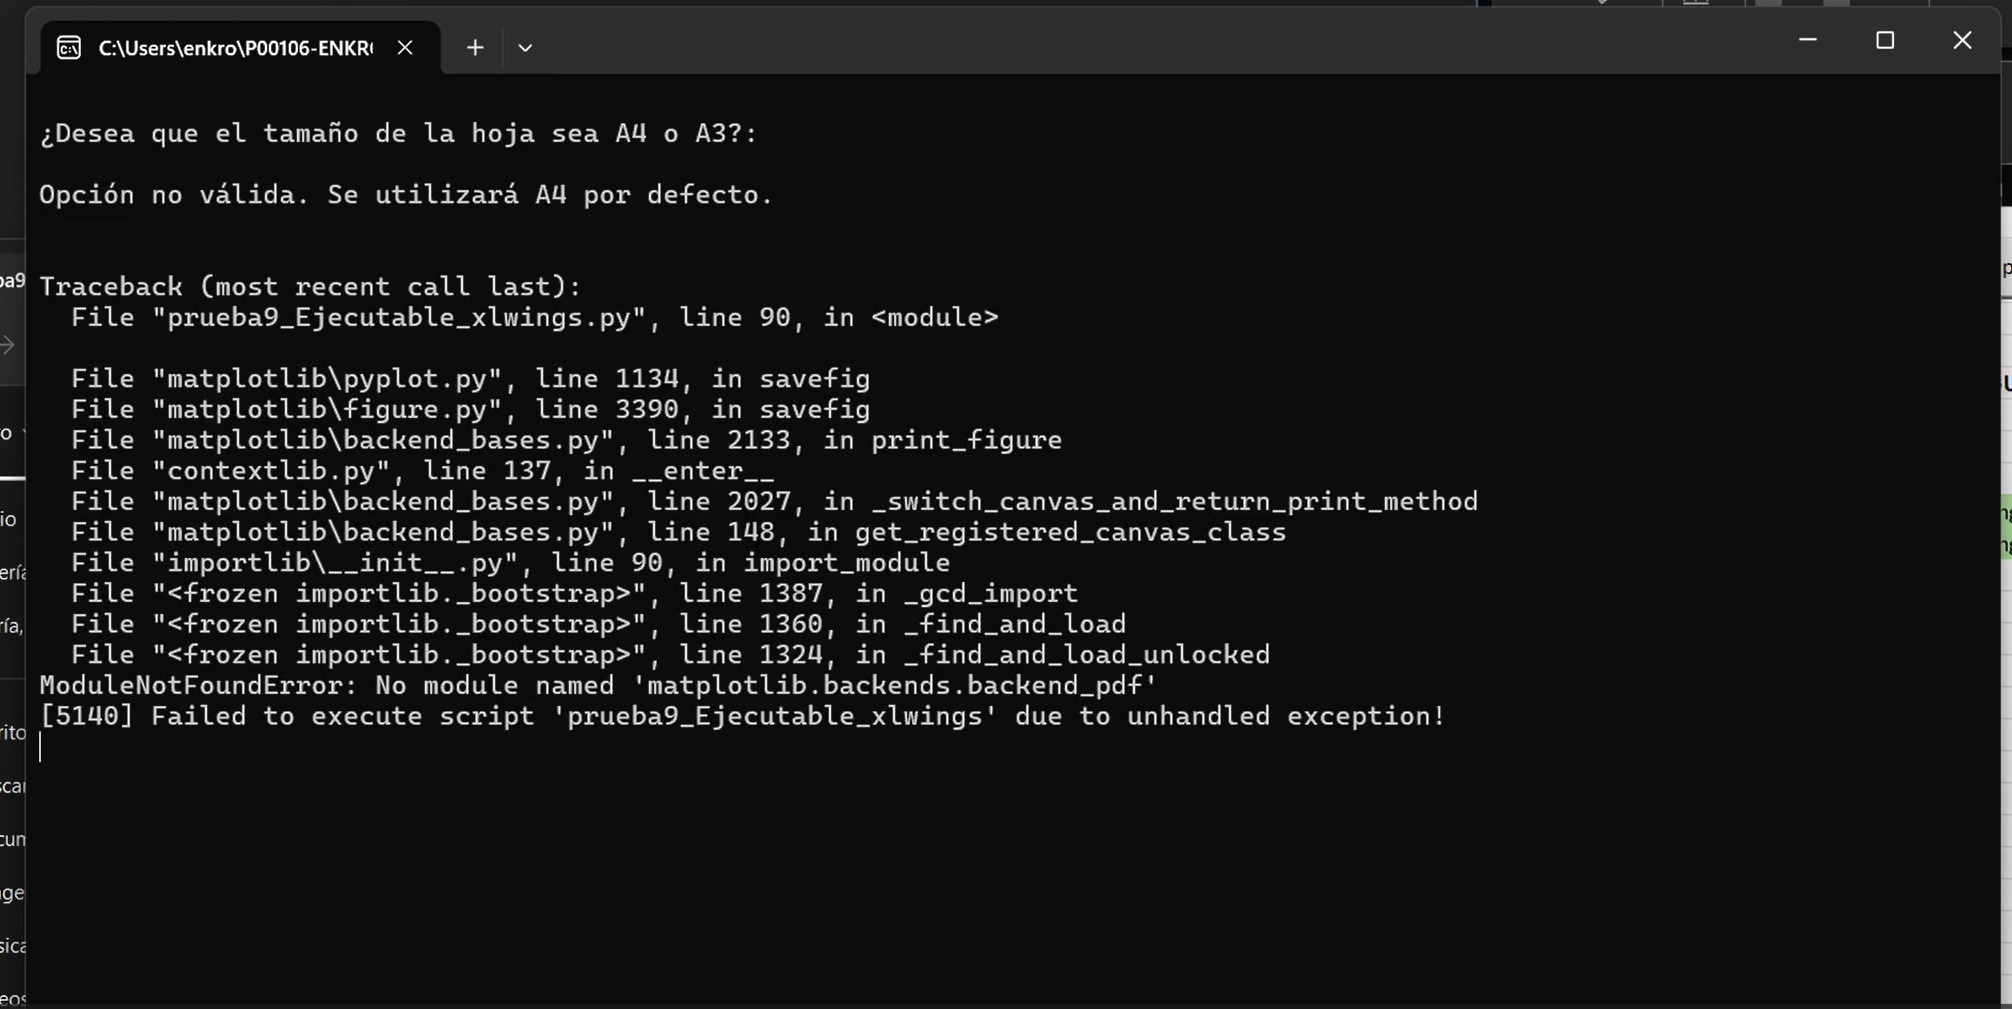 C:\Users\enkro\P00106-ENKR
¿Desea que el tamaño de la hoja sea A4 o A3?:
Opción no válida. Se utilizará A4 por defecto.
Traceback (most recent call last):
  File "prueba9_Ejecutable_xlwings.py", line 90, in <module>
  File "matplotlib\pyplot.py", line 1134, in savefig
  File "matplotlib\figure.py", line 3390, in savefig
  File "matplotlib\backend_bases.py", line 2133, in print_figure
  File "contextlib.py", line 137, in __enter__
  File "matplotlib\backend_bases.py", line 2027, in _switch_canvas_and_return_print_method
  File "matplotlib\backend_bases.py", line 148, in get_registered_canvas_class
  File "importlib\__init__.py", line 90, in import_module
  File "<frozen importlib._bootstrap>", line 1387, in _gcd_import
  File "<frozen importlib._bootstrap>", line 1360, in _find_and_load
  File "<frozen importlib._bootstrap>", line 1324, in _find_and_load_unlocked
ModuleNotFoundError: No module named 'matplotlib.backends.backend_pdf'
[5140] Failed to execute script 'prueba9_Ejecutable_xlwings' due to unhandled exception!